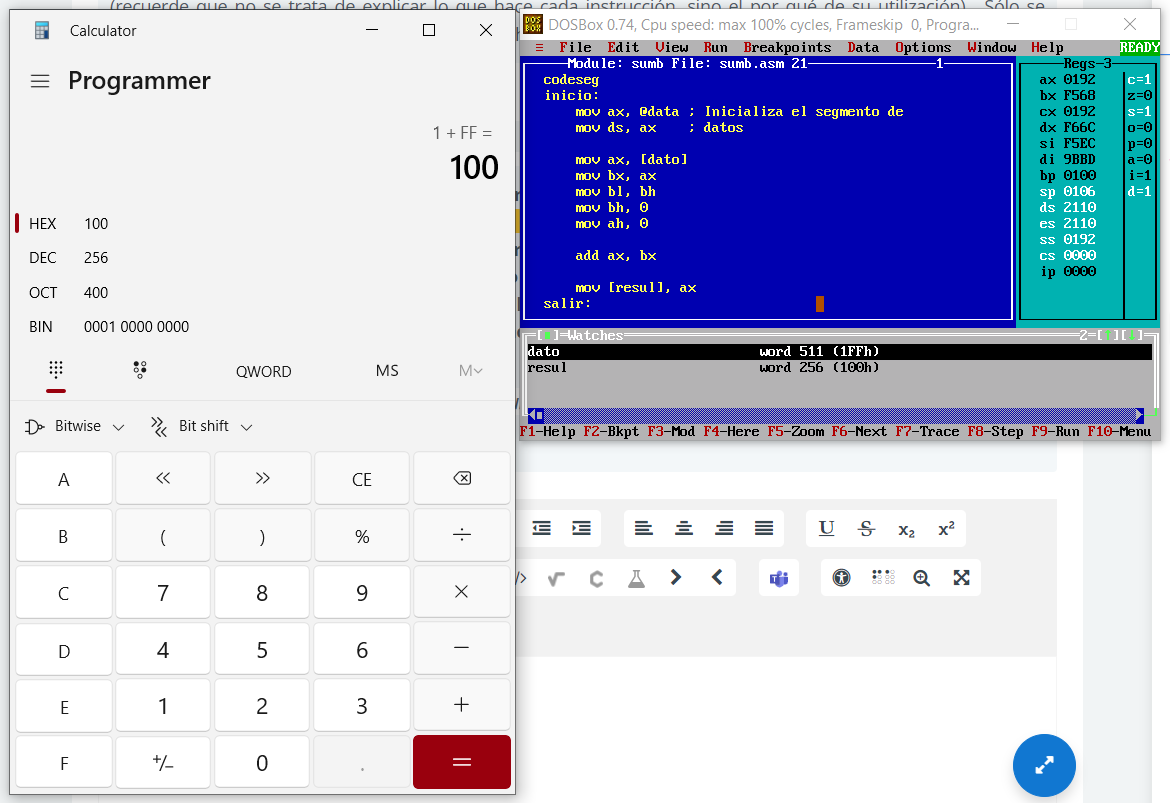 (recuerde que no se trata de explicar lo que hace cada instrucción, sino el por qué de su utilización). Sólo se
Calculator
Programmer
1 + FF =
100
HEX 100
DEC 256
OCT 400
BIN 0001 0000 0000
QWORD MS M
Bitwise Bit shift
A « » CE
B ( ) % ÷
C 7 8 9 ×
D 4 5 6 −
E 1 2 3 +
F +/− 0 . =
DOSBox 0.74, Cpu speed: max 100% cycles, Frameskip 0, Progra...
≡ File Edit View Run Breakpoints Data Options Window Help READY
Module: sumb File: sumb.asm 21 1
codeseg
inicio:
mov ax, @data ; Inicializa el segmento de
mov ds, ax ; datos
mov ax, [dato]
mov bx, ax
mov bl, bh
mov bh, 0
mov ah, 0
add ax, bx
mov [resul], ax
salir:
Regs 3
ax 0192 c=1
bx F568 z=0
cx 0192 s=1
dx F66C o=0
si F5EC p=0
di 9BBD a=0
bp 0100 i=1
sp 0106 d=1
ds 2110
es 2110
ss 0192
cs 0000
ip 0000
Watches 2
dato word 511 (1FFh)
resul word 256 (100h)
F1-Help F2-Bkpt F3-Mod F4-Here F5-Zoom F6-Next F7-Trace F8-Step F9-Run F10-Menu
U S x₂ x²